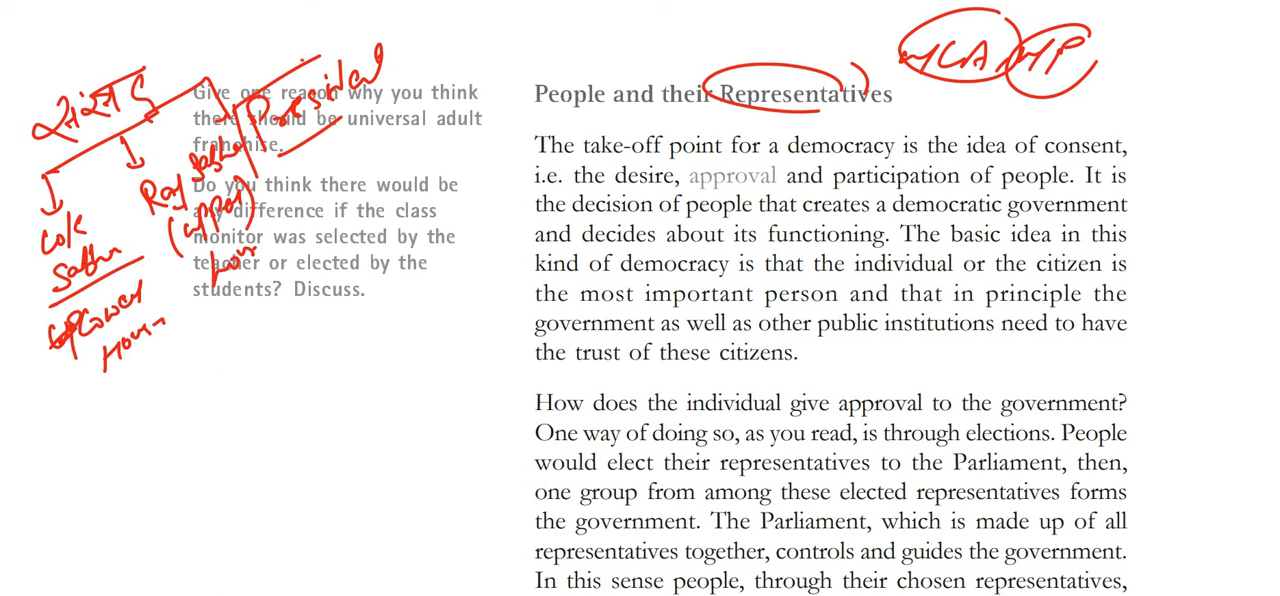 संसद
President
Lok
Sabha
Lower
Rajya Sabha
(upper
Give one reason why you think
there should be universal adult
franchise.
Do you think there would be
any difference if the class
monitor was selected by the
teacher or elected by the
students? Discuss.
MLA MP
People and their Representatives
The take-off point for a democracy is the idea of consent,
i.e. the desire, approval and participation of people. It is
the decision of people that creates a democratic government
and decides about its functioning. The basic idea in this
kind of democracy is that the individual or the citizen is
the most important person and that in principle the
government as well as other public institutions need to have
the trust of these citizens.
How does the individual give approval to the government?
One way of doing so, as you read, is through elections. People
would elect their representatives to the Parliament, then,
one group from among these elected representatives forms
the government. The Parliament, which is made up of all
representatives together, controls and guides the government.
In this sense people, through their chosen representatives,